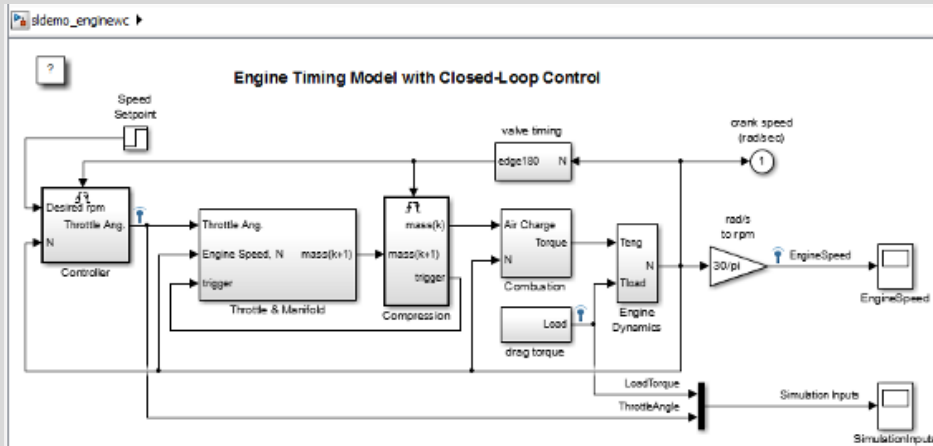 sldemo_enginewc
?
Engine Timing Model with Closed-Loop Control
Speed
Setpoint
valve timing
edge180
N
crank speed
(rad/sec)
1
Desired rpm
Throttle Ang.
N
Controller
Throttle Ang.
Engine Speed, N
mass(k+1)
trigger
Throttle & Manifold
mass(k)
mass(k+1)
trigger
Compression
Air Charge
Torque
N
Combustion
Teng
N
Tload
Engine
Dynamics
rad/s
to rpm
30/pi
EngineSpeed
EngineSpeed
Load
drag torque
LoadTorque
ThrottleAngle
Simulation Inputs
SimulationInputs